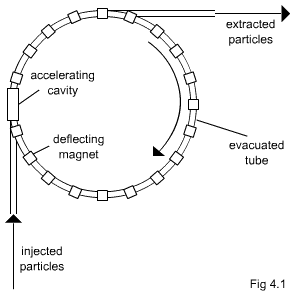 extracted
particles
accelerating
cavity
deflecting
magnet
evacuated
tube
injected
particles
Fig 4.1